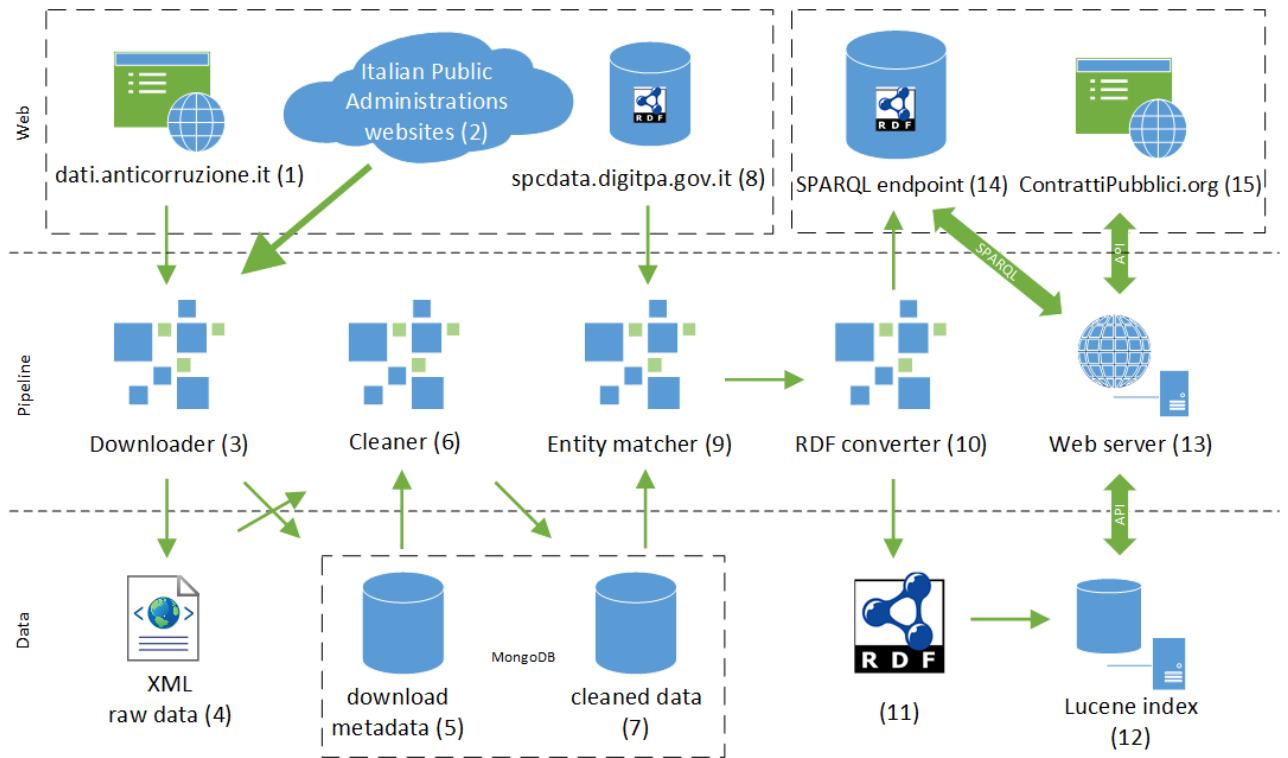 Web
dati.anticorruzione.it (1)
Italian Public
Administrations
websites (2)
RDF
spcdata.digitpa.gov.it (8)
RDF
SPARQL endpoint (14)
ContrattiPubblici.org (15)
SPARQL
API
Pipeline
Downloader (3)
Cleaner (6)
Entity matcher (9)
RDF converter (10)
Web server (13)
API
Data
XML
raw data (4)
download
metadata (5)
MongoDB
cleaned data
(7)
RDF
(11)
Lucene index
(12)